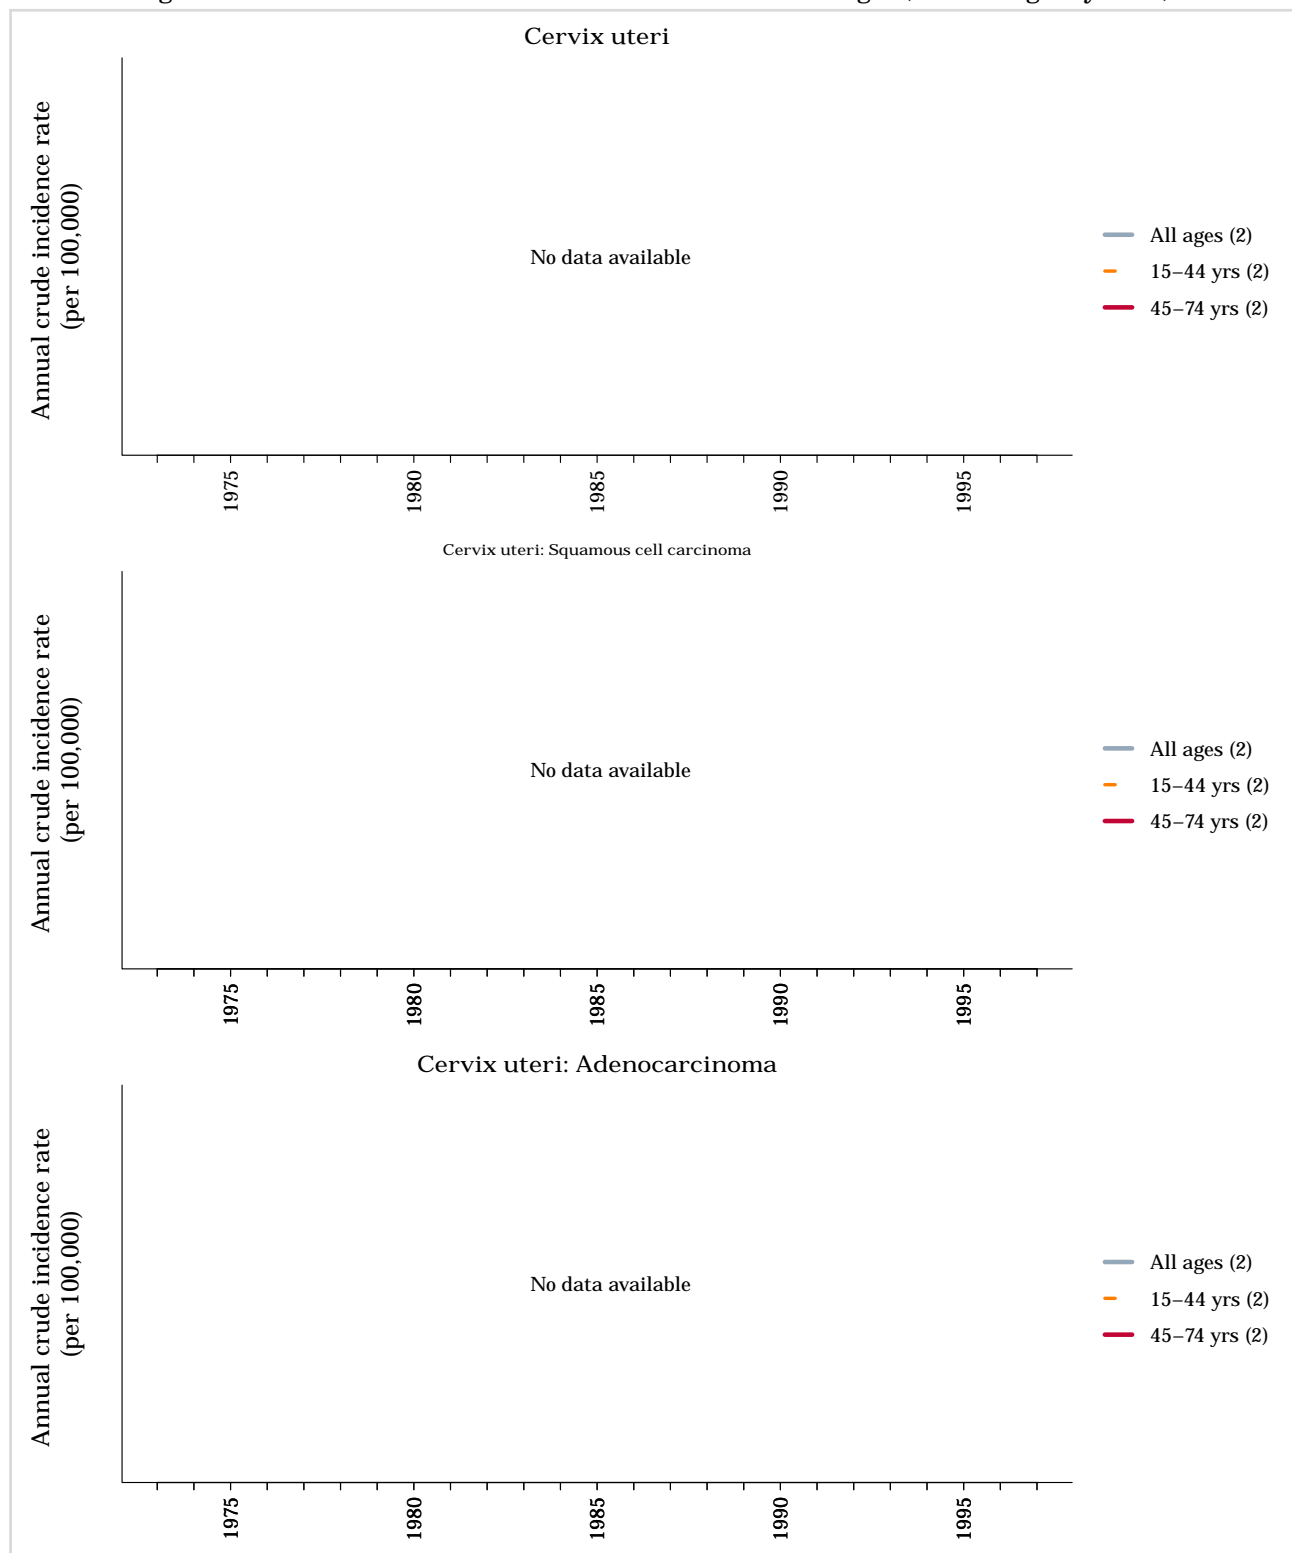 Cervix uteri
Annual crude incidence rate
(per 100,000)
No data available
All ages (2)
15–44 yrs (2)
45–74 yrs (2)
1975
1980
1985
1990
1995
Cervix uteri: Squamous cell carcinoma
Annual crude incidence rate
(per 100,000)
No data available
All ages (2)
15–44 yrs (2)
45–74 yrs (2)
1975
1980
1985
1990
1995
Cervix uteri: Adenocarcinoma
Annual crude incidence rate
(per 100,000)
No data available
All ages (2)
15–44 yrs (2)
45–74 yrs (2)
1975
1980
1985
1990
1995